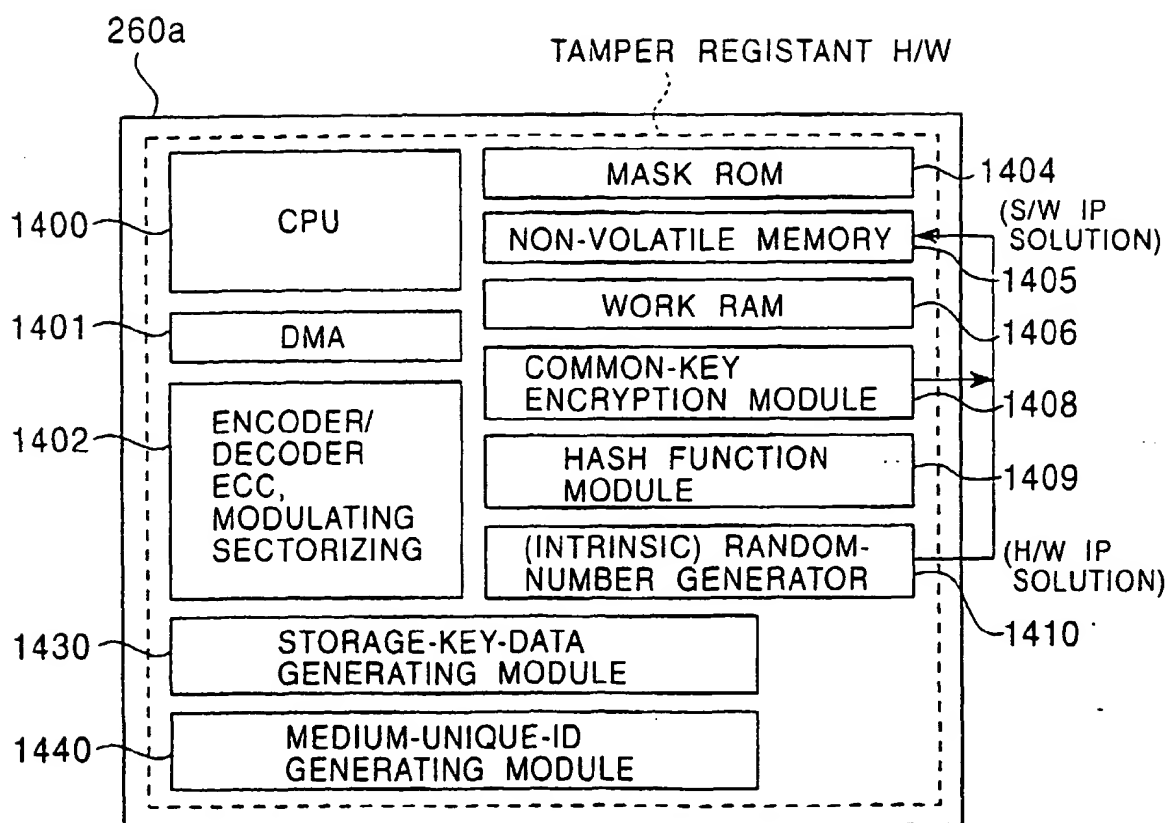 260a
TAMPER REGISTANT H/W
1400
CPU
1401
DMA
1402
ENCODER/
DECODER
ECC,
MODULATING
SECTORIZING
MASK ROM
1404
NON-VOLATILE MEMORY
(S/W IP
SOLUTION)
1405
WORK RAM
1406
COMMON-KEY
ENCRYPTION MODULE
1408
HASH FUNCTION
MODULE
1409
(INTRINSIC) RANDOM-
NUMBER GENERATOR
(H/W IP
SOLUTION)
1410
1430
STORAGE-KEY-DATA
GENERATING MODULE
1440
MEDIUM-UNIQUE-ID
GENERATING MODULE